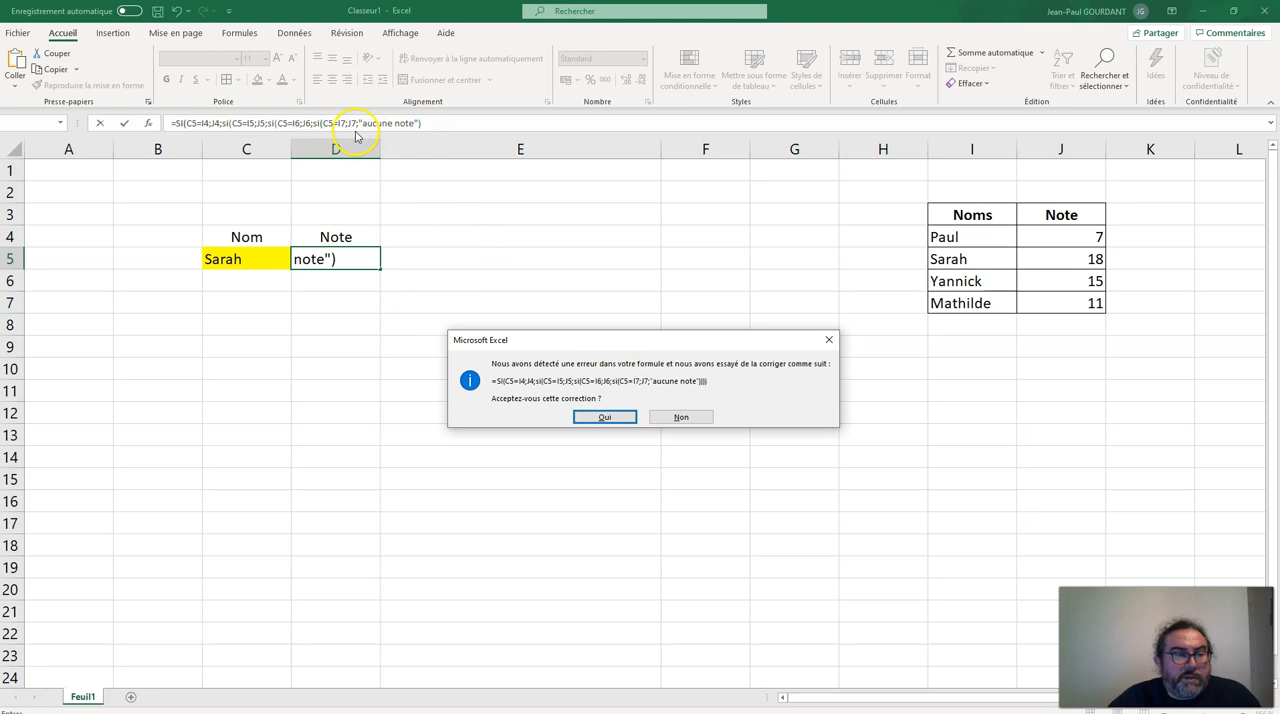 Enregistrement automatique
Classeur1 - Excel
Rechercher
Jean-Paul GOURDANT
JG
Fichier
Accueil
Insertion
Mise en page
Formules
Données
Révision
Affichage
Aide
Partager
Commentaires
Coller
Couper
Copier
Reproduire la mise en forme
Presse-papiers
11
A A
G I S
Police
Renvoyer à la ligne automatiquement
Fusionner et centrer
Alignement
Standard
% 000
Nombre
Mise en forme conditionnelle
Mettre sous forme de tableau
Styles de cellules
Styles
Insérer
Supprimer
Format
Cellules
Somme automatique
Recopier
Effacer
Trier et filtrer
Rechercher et sélectionner
Édition
Idées
Idées
Niveau de confidentialité
Confidentialité
fx
=SI(C5=I4;J4;si(C5=I5;J5;si(C5=I6;J6;si(C5=I7;J7;"aucune note")
A B C D E F G H I J K L
1
2
3 Noms Note
4 Nom Note Paul 7
5 Sarah note") Sarah 18
6 Yannick 15
7 Mathilde 11
8
9
10
11
12
13
14
15
16
17
18
19
20
21
22
23
24
Microsoft Excel
Nous avons détecté une erreur dans votre formule et nous avons essayé de la corriger comme suit :
=SI(C5=I4;J4;si(C5=I5;J5;si(C5=I6;J6;si(C5=I7;J7;"aucune note"))))
Acceptez-vous cette correction ?
Oui
Non
Feuil1